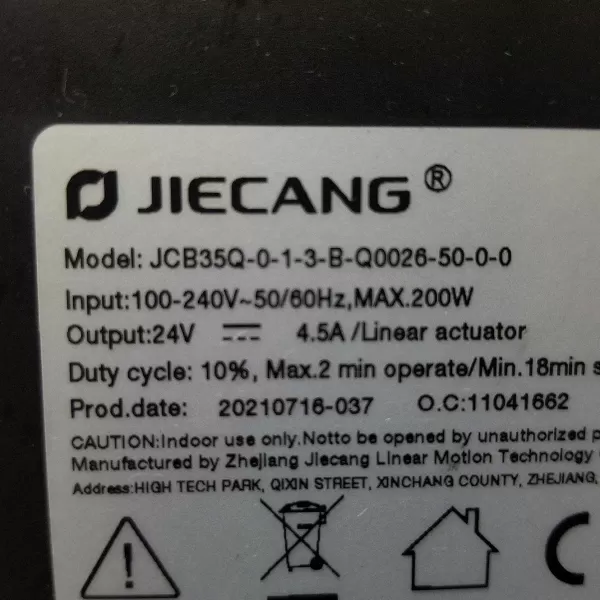 JIECANG®
Model: JCB35Q-0-1-3-B-Q0026-50-0-0
Input:100-240V~50/60Hz,MAX.200W
Output:24V ⎓ 4.5A /Linear actuator
Duty cycle: 10%, Max.2 min operate/Min.18min s
Prod.date: 20210716-037 O.C:11041662
CAUTION:Indoor use only.Notto be opened by unauthorized p
Manufactured by Zhejiang Jiecang Linear Motion Technology
Address:HIGH TECH PARK, QIXIN STREET, XINCHANG COUNTY, ZHEJIANG,